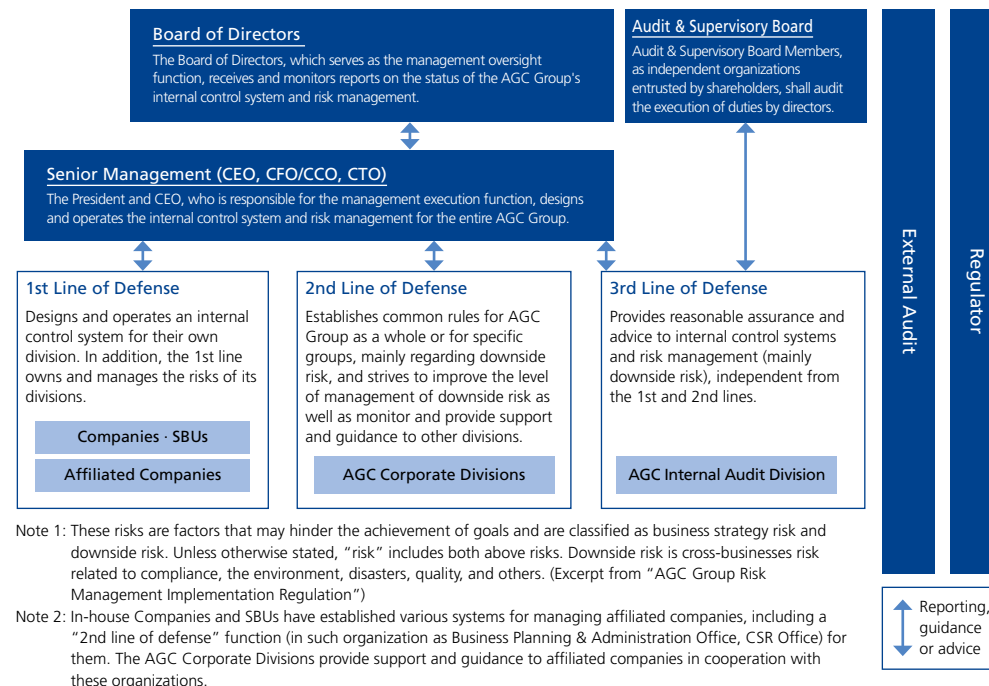 Board of Directors
The Board of Directors, which serves as the management oversight
function, receives and monitors reports on the status of the AGC Group's
internal control system and risk management.
Audit & Supervisory Board
Audit & Supervisory Board Members,
as independent organizations
entrusted by shareholders, shall audit
the execution of duties by directors.
Senior Management (CEO, CFO/CCO, CTO)
The President and CEO, who is responsible for the management execution function, designs
and operates the internal control system and risk management for the entire AGC Group.
1st Line of Defense
Designs and operates an internal
control system for their own
division. In addition, the 1st line
owns and manages the risks of its
divisions.
Companies · SBUs
Affiliated Companies
2nd Line of Defense
Establishes common rules for AGC
Group as a whole or for specific
groups, mainly regarding downside
risk, and strives to improve the level
of management of downside risk as
well as monitor and provide support
and guidance to other divisions.
AGC Corporate Divisions
3rd Line of Defense
Provides reasonable assurance and
advice to internal control systems
and risk management (mainly
downside risk), independent from
the 1st and 2nd lines.
AGC Internal Audit Division
External Audit
Regulator
Note 1: These risks are factors that may hinder the achievement of goals and are classified as business strategy risk and
downside risk. Unless otherwise stated, “risk” includes both above risks. Downside risk is cross-businesses risk
related to compliance, the environment, disasters, quality, and others. (Excerpt from “AGC Group Risk
Management Implementation Regulation”)
Note 2: In-house Companies and SBUs have established various systems for managing affiliated companies, including a
“2nd line of defense” function (in such organization as Business Planning & Administration Office, CSR Office) for
them. The AGC Corporate Divisions provide support and guidance to affiliated companies in cooperation with
these organizations.
Reporting,
guidance
or advice